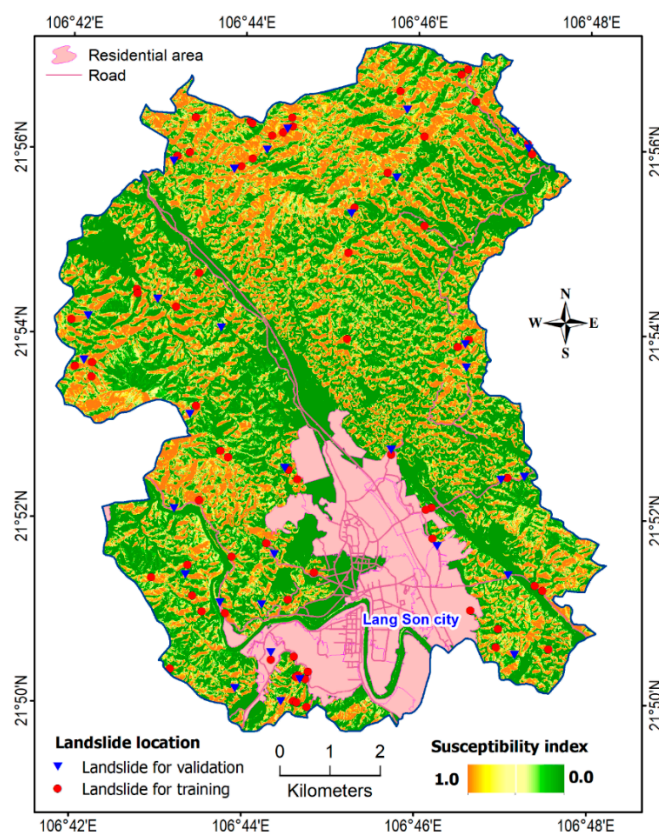 106°42'E 106°44'E 106°46'E 106°48'E
Residential area
Road
21°56'N 21°56'N
N
W E
S
21°54'N 21°54'N
21°52'N 21°52'N
Lang Son city
21°50'N 21°50'N
Landslide location
Landslide for validation
Landslide for training
0 1 2
Kilometers
Susceptibility index
1.0 0.0
106°42'E 106°44'E 106°46'E 106°48'E